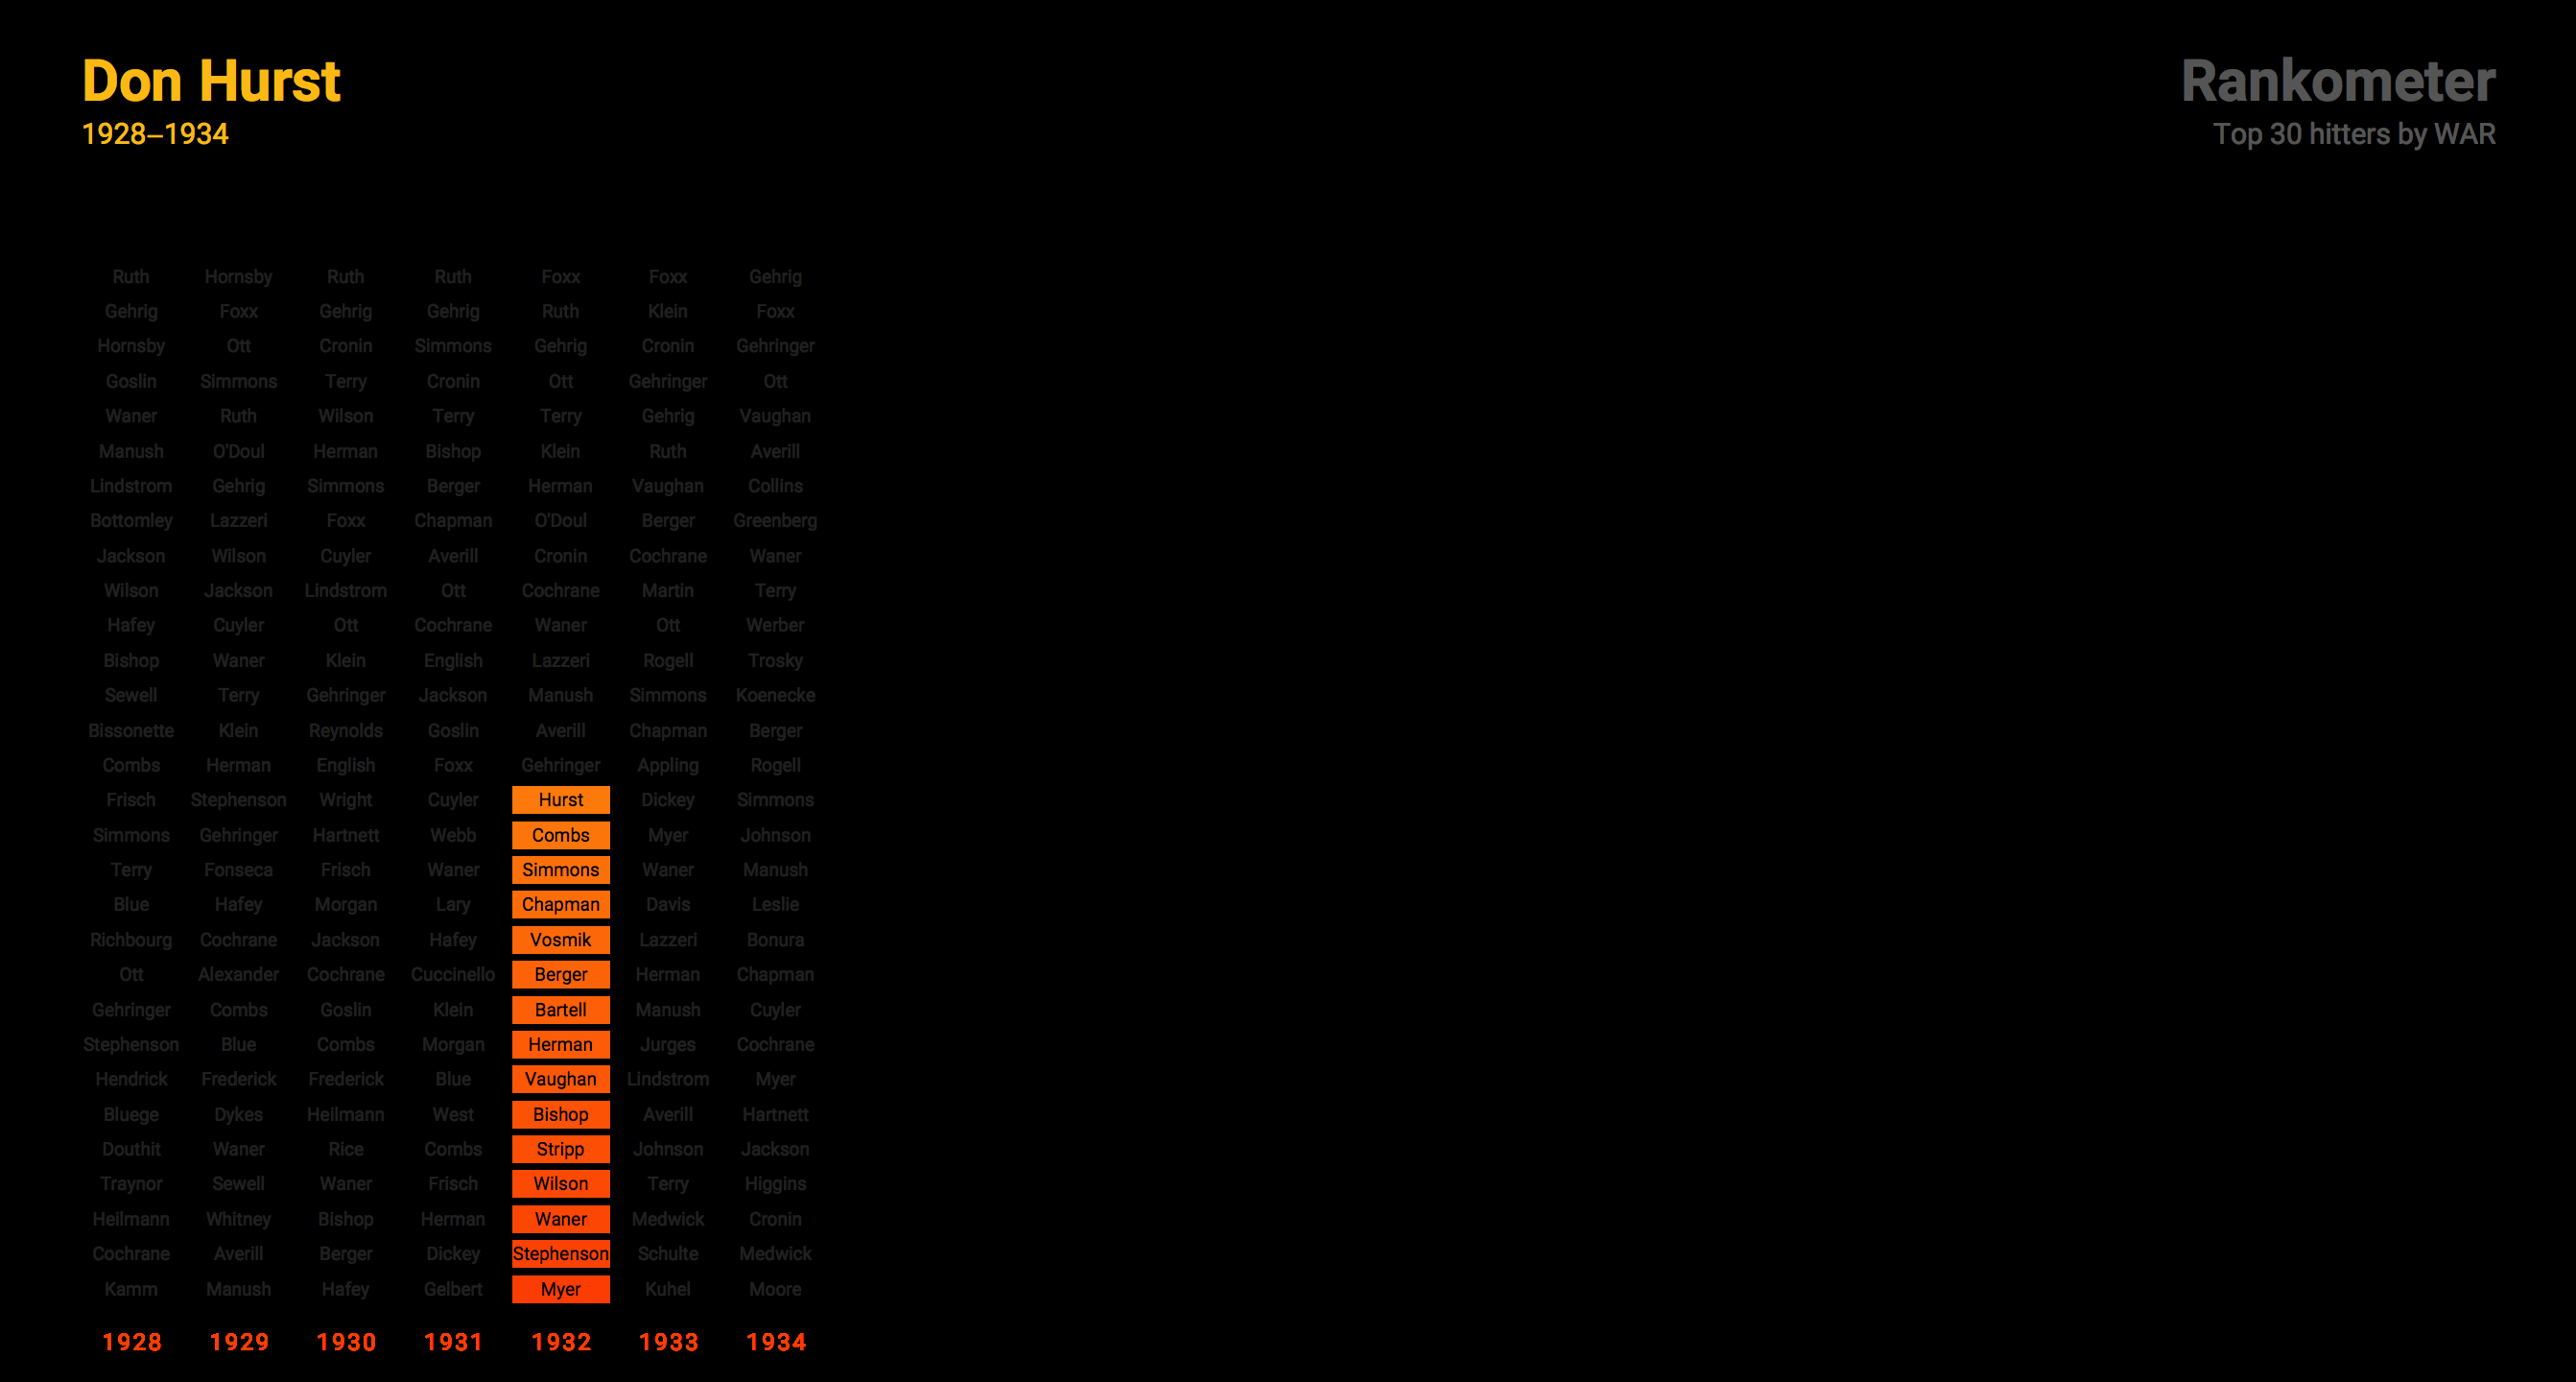 Don Hurst
1928–1934
Rankometer
Top 30 hitters by WAR
Ruth Hornsby Ruth Ruth Foxx Foxx Gehrig
Gehrig Foxx Gehrig Gehrig Ruth Klein Foxx
Hornsby Ott Cronin Simmons Gehrig Cronin Gehringer
Goslin Simmons Terry Cronin Ott Gehringer Ott
Waner Ruth Wilson Terry Terry Gehrig Vaughan
Manush O'Doul Herman Bishop Klein Ruth Averill
Lindstrom Gehrig Simmons Berger Herman Vaughan Collins
Bottomley Lazzeri Foxx Chapman O'Doul Berger Greenberg
Jackson Wilson Cuyler Averill Cronin Cochrane Waner
Wilson Jackson Lindstrom Ott Cochrane Martin Terry
Hafey Cuyler Ott Cochrane Waner Ott Werber
Bishop Waner Klein English Lazzeri Rogell Trosky
Sewell Terry Gehringer Jackson Manush Simmons Koenecke
Bissonette Klein Reynolds Goslin Averill Chapman Berger
Combs Herman English Foxx Gehringer Appling Rogell
Frisch Stephenson Wright Cuyler Hurst Dickey Simmons
Simmons Gehringer Hartnett Webb Combs Myer Johnson
Terry Fonseca Frisch Waner Simmons Waner Manush
Blue Hafey Morgan Lary Chapman Davis Leslie
Richbourg Cochrane Jackson Hafey Vosmik Lazzeri Bonura
Ott Alexander Cochrane Cuccinello Berger Herman Chapman
Gehringer Combs Goslin Klein Bartell Manush Cuyler
Stephenson Blue Combs Morgan Herman Jurges Cochrane
Hendrick Frederick Frederick Blue Vaughan Lindstrom Myer
Bluege Dykes Heilmann West Bishop Averill Hartnett
Douthit Waner Rice Combs Stripp Johnson Jackson
Traynor Sewell Waner Frisch Wilson Terry Higgins
Heilmann Whitney Bishop Herman Waner Medwick Cronin
Cochrane Averill Berger Dickey Stephenson Schulte Medwick
Kamm Manush Hafey Gelbert Myer Kuhel Moore
1928 1929 1930 1931 1932 1933 1934